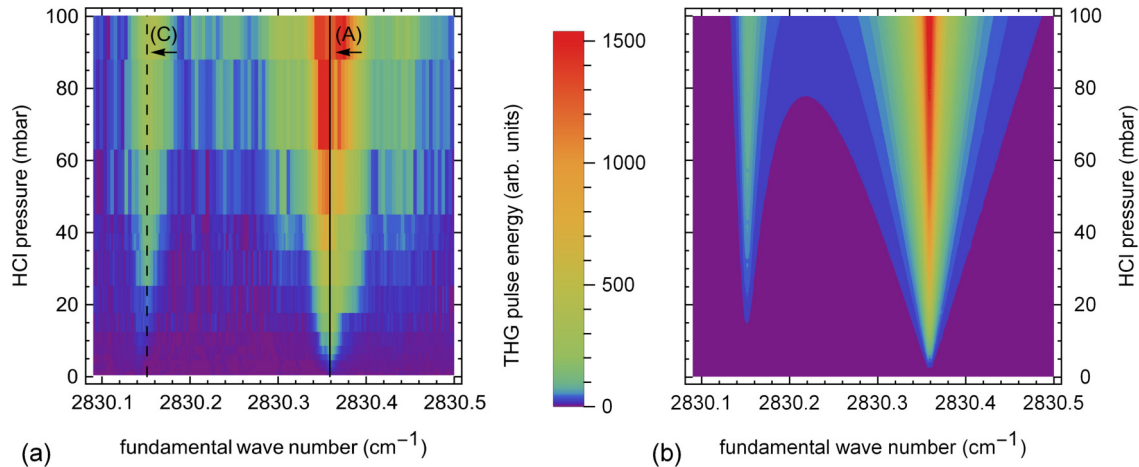 (C)
(A)
100
80
60
40
20
0
HCl pressure (mbar)
2830.1 2830.2 2830.3 2830.4 2830.5
(a) fundamental wave number (cm⁻¹)
1500
1000
500
0
THG pulse energy (arb. units)
100
80
60
40
20
0
HCl pressure (mbar)
2830.1 2830.2 2830.3 2830.4 2830.5
fundamental wave number (cm⁻¹)
(b)